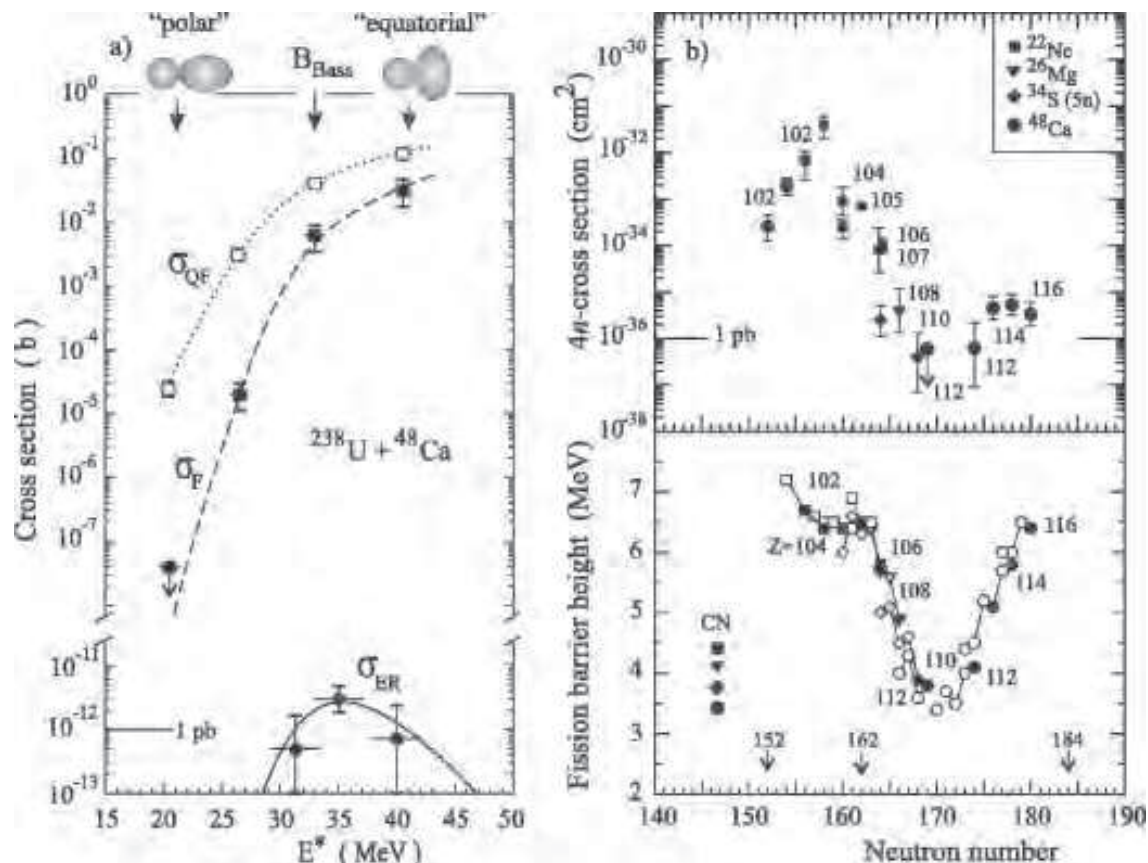 "polar"
"equatorial"
a)
B_Bass
10^0
10^-1
10^-2
10^-3
10^-4
10^-5
10^-6
10^-7
10^-11
10^-12
10^-13
Cross section ( b )
σ_QF
σ_F
238U + 48Ca
σ_ER
1 pb
15 20 25 30 35 40 45 50
E* ( MeV )
b)
22Ne
26Mg
34S (5n)
48Ca
4n-cross section (cm^2)
10^-30
10^-32
10^-34
10^-36
10^-38
102
102
104
105
106
107
108
110
112
112
114
116
1 pb
Fission barrier height (MeV)
7
6
5
4
3
2
102
Z=104
106
108
110
112
112
114
116
CN
152
162
184
140 150 160 170 180 190
Neutron number